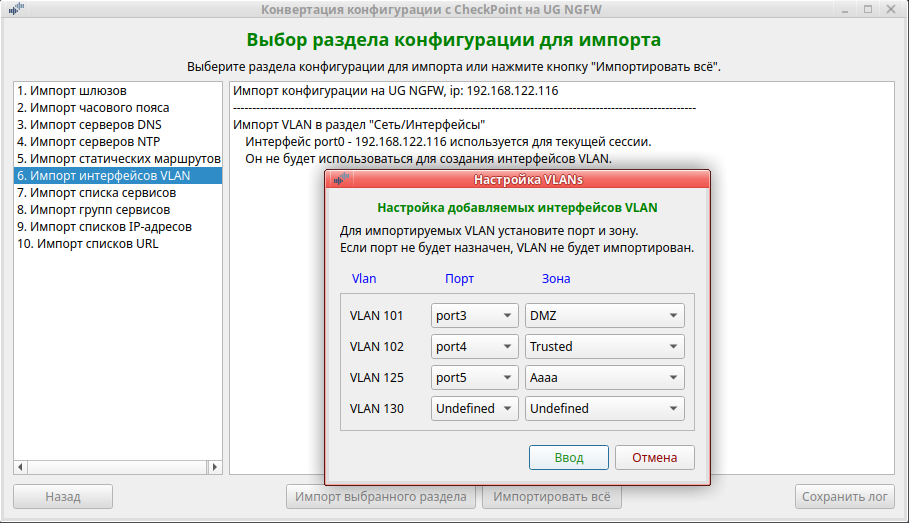 Конвертация конфигурации с CheckPoint на UG NGFW
Выбор раздела конфигурации для импорта
Выберите раздела конфигурации для импорта или нажмите кнопку "Импортировать всё".
1. Импорт шлюзов
2. Импорт часового пояса
3. Импорт серверов DNS
4. Импорт серверов NTP
5. Импорт статических маршрутов
6. Импорт интерфейсов VLAN
7. Импорт списка сервисов
8. Импорт групп сервисов
9. Импорт списков IP-адресов
10. Импорт списков URL
Импорт конфигурации на UG NGFW, ip: 192.168.122.116
Импорт VLAN в раздел "Сеть/Интерфейсы"
Интерфейс port0 - 192.168.122.116 используется для текущей сессии.
Он не будет использоваться для создания интерфейсов VLAN.
Настройка VLANs
Настройка добавляемых интерфейсов VLAN
Для импортируемых VLAN установите порт и зону.
Если порт не будет назначен, VLAN не будет импортирован.
Vlan Порт Зона
VLAN 101 port3 DMZ
VLAN 102 port4 Trusted
VLAN 125 port5 Aaaa
VLAN 130 Undefined Undefined
Ввод Отмена
Назад Импорт выбранного раздела Импортировать всё Сохранить лог